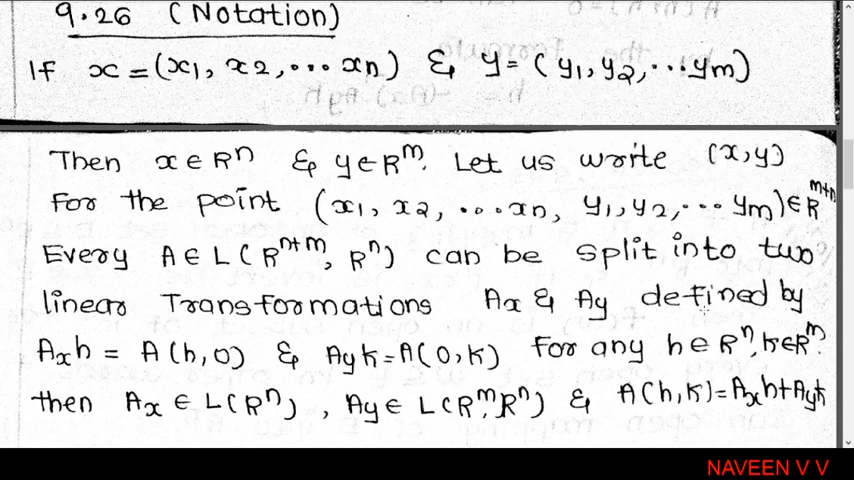 9.26 (Notation)
If x = (x1, x2, ... xn) & y = (y1, y2, ... ym)
Then x ∈ R^n & y ∈ R^m. Let us write (x, y)
For the point (x1, x2, ... xn, y1, y2, ... ym) ∈ R^m+n
Every A ∈ L(R^n+m, R^n) can be split into two
linear Transformations Ax & Ay defined by
Axh = A(h, 0) & Ayk = A(0, k) for any h ∈ R^n, k ∈ R^m.
then Ax ∈ L(R^n), Ay ∈ L(R^m, R^n) & A(h, k) = Axh + Ayk
NAVEEN V V